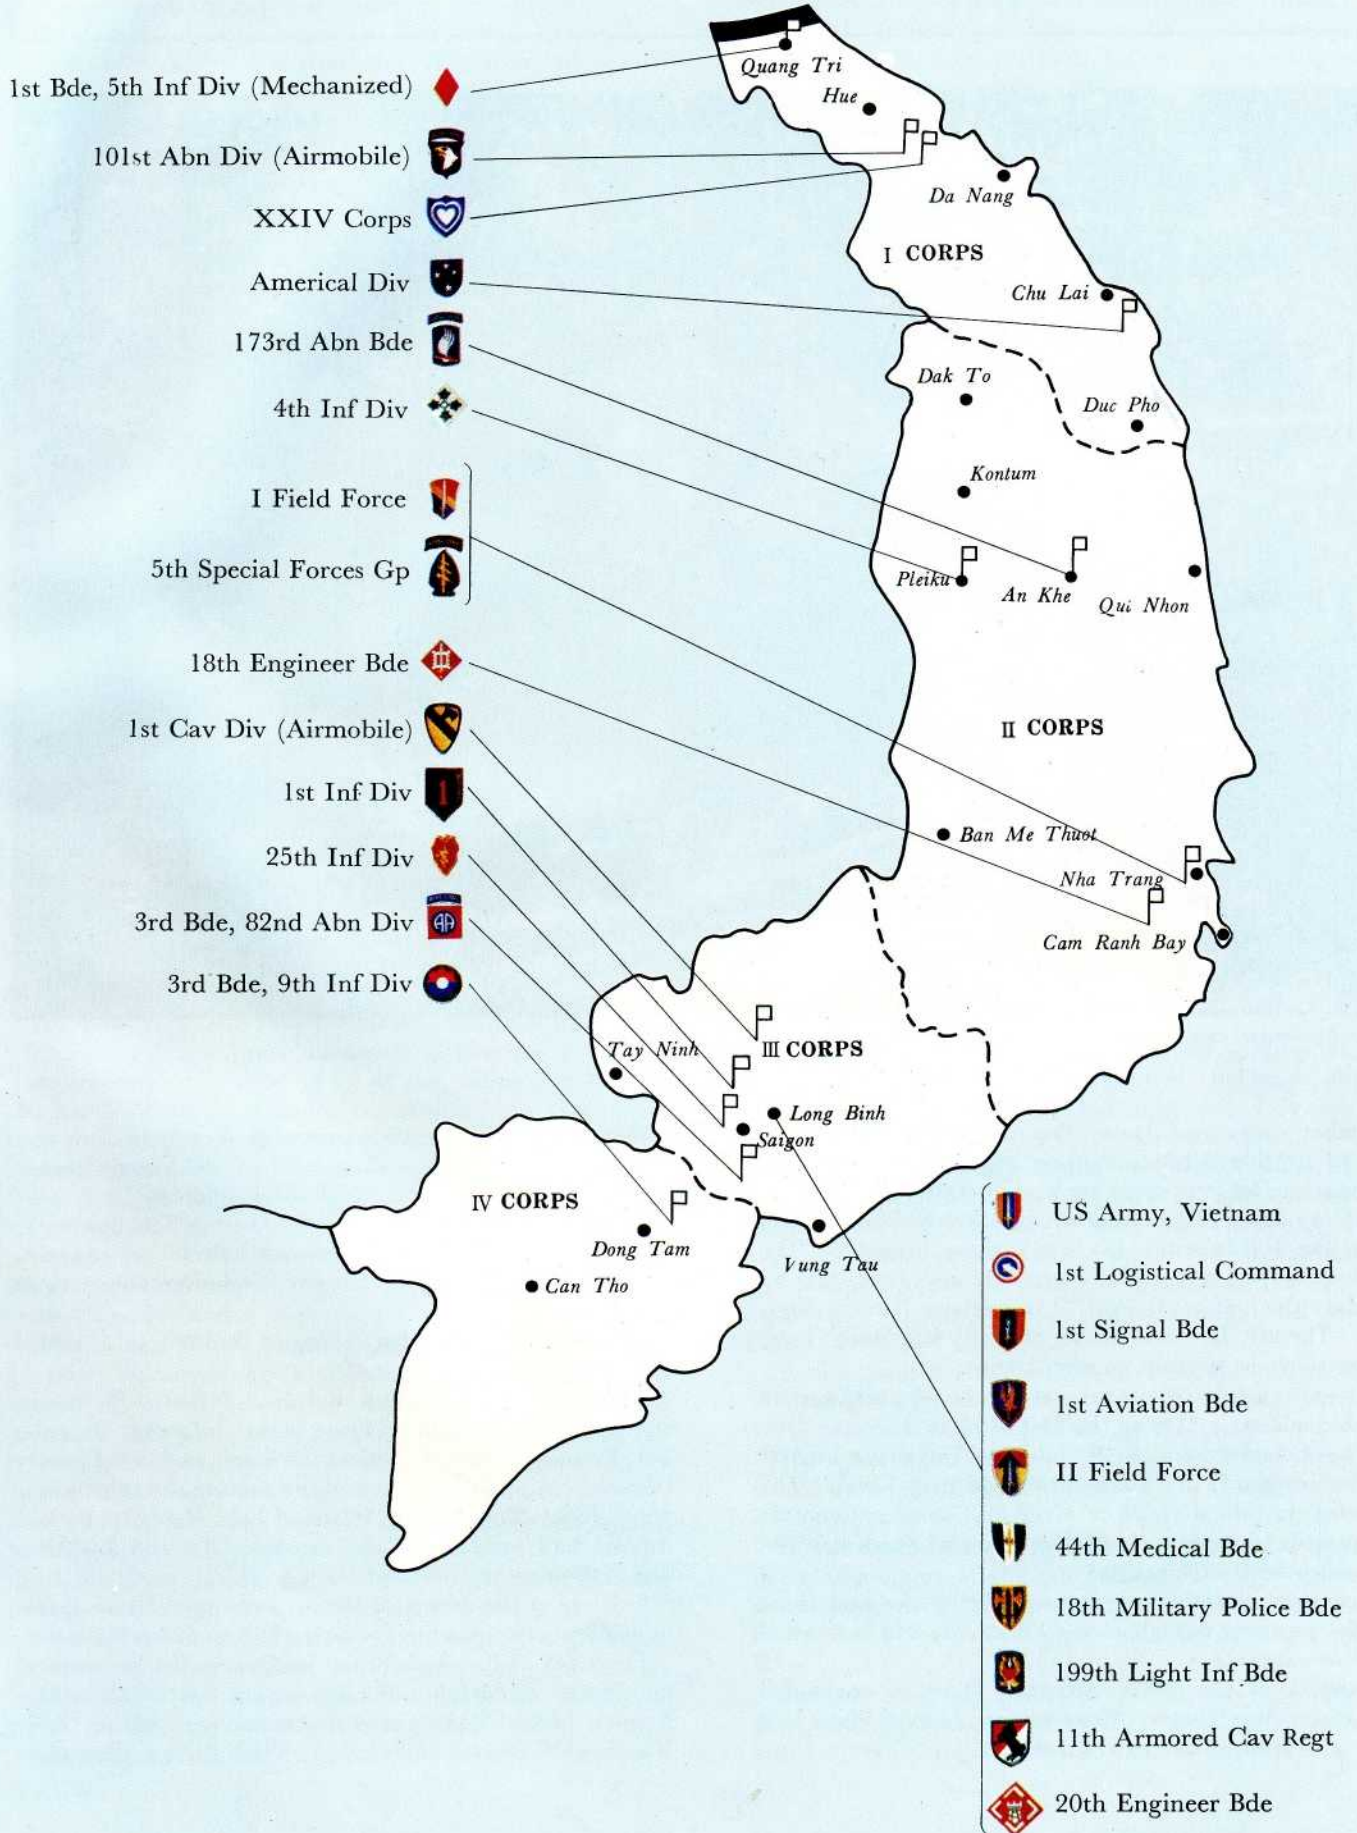 1st Bde, 5th Inf Div (Mechanized)
101st Abn Div (Airmobile)
XXIV Corps
Americal Div
173rd Abn Bde
4th Inf Div
I Field Force
5th Special Forces Gp
18th Engineer Bde
1st Cav Div (Airmobile)
1st Inf Div
1
25th Inf Div
3rd Bde, 82nd Abn Div
AA
3rd Bde, 9th Inf Div
Quang Tri
Hue
Da Nang
I CORPS
Chu Lai
Dak To
Duc Pho
Kontum
Pleiku
An Khe
Qui Nhon
II CORPS
Ban Me Thuot
Nha Trang
Cam Ranh Bay
Tay Ninh
III CORPS
Long Binh
Saigon
IV CORPS
Dong Tam
Can Tho
Vung Tau
US Army, Vietnam
1st Logistical Command
1st Signal Bde
1st Aviation Bde
II Field Force
44th Medical Bde
18th Military Police Bde
199th Light Inf Bde
11th Armored Cav Regt
20th Engineer Bde